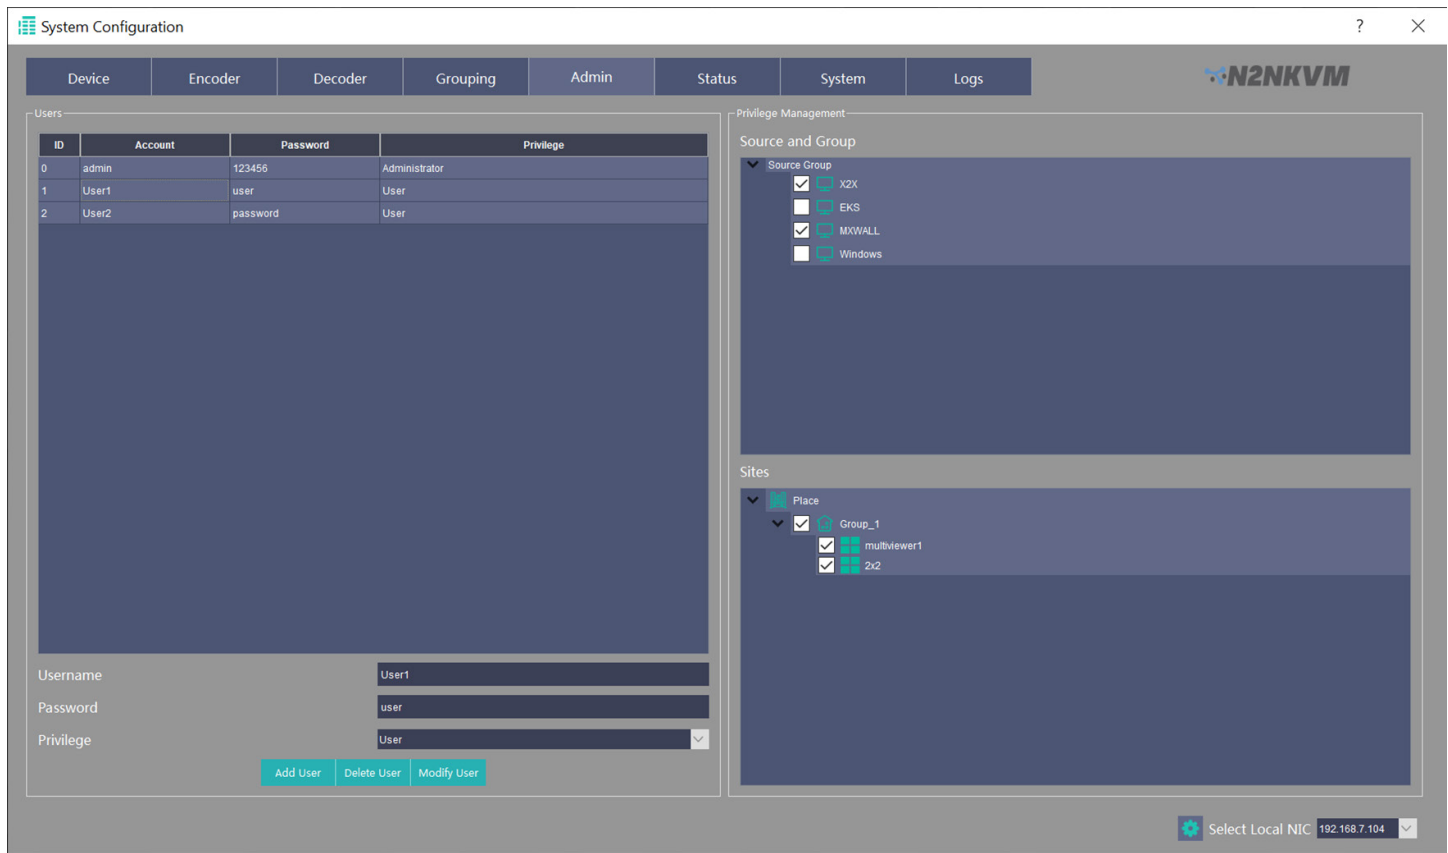 System Configuration
?
Device Encoder Decoder Grouping Admin Status System Logs
N2NKVM
Users
ID Account Password Privilege
0 admin 123456 Administrator
1 User1 user User
2 User2 password User
Username User1
Password user
Privilege User
Add User Delete User Modify User
Privilege Management
Source and Group
Source Group
X2X
EKS
MXWALL
Windows
Sites
Place
Group_1
multiviewer1
2x2
Select Local NIC 192.168.7.104